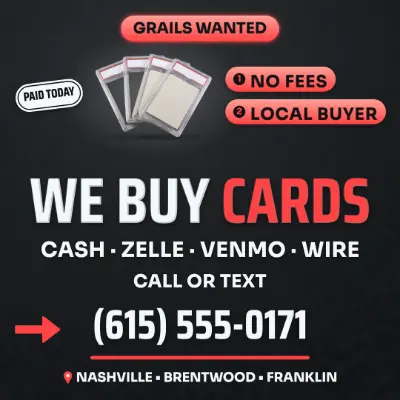 GRAILS WANTED
PAID TODAY
1 NO FEES
2 LOCAL BUYER
WE BUY CARDS
CASH · ZELLE · VENMO · WIRE
CALL OR TEXT
(615) 555-0171
NASHVILLE • BRENTWOOD • FRANKLIN